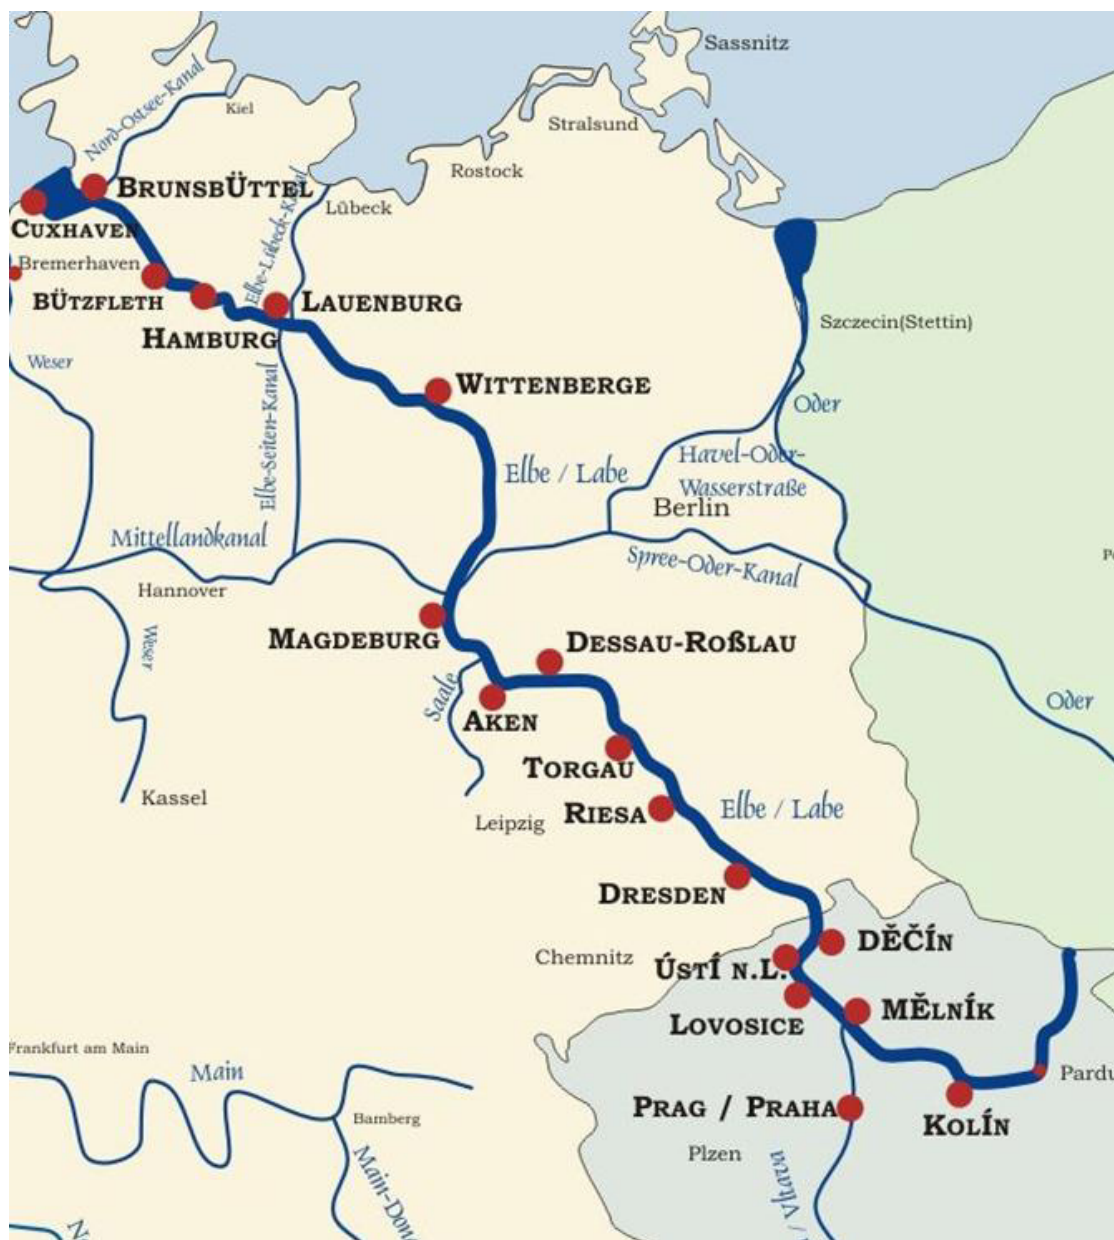 Sassnitz
Nord-Ostsee-Kanal
Kiel
Stralsund
Rostock
BRUNSBÜTTEL
Elbe-Lübeck-Kanal
Lübeck
CUXHAVEN
Bremerhaven
BÜTZFLETH
LAUENBURG
Szczecin(Stettin)
HAMBURG
Weser
WITTENBERGE
Oder
Elbe-Seiten-Kanal
Elbe / Labe
Havel-Oder-
Wasserstraße
Berlin
Mittellandkanal
Spree-Oder-Kanal
Hannover
MAGDEBURG
Weser
DESSAU-ROßLAU
Saale
AKEN
Oder
TORGAU
Kassel
RIESA
Elbe / Labe
Leipzig
DRESDEN
DĚČÍN
Chemnitz
ÚSTÍ N.L.
MĚLNÍK
LOVOSICE
Frankfurt am Main
Main
Pardu
PRAG / PRAHA
Bamberg
KOLÍN
Plzen
Main-Don
/ Vltava